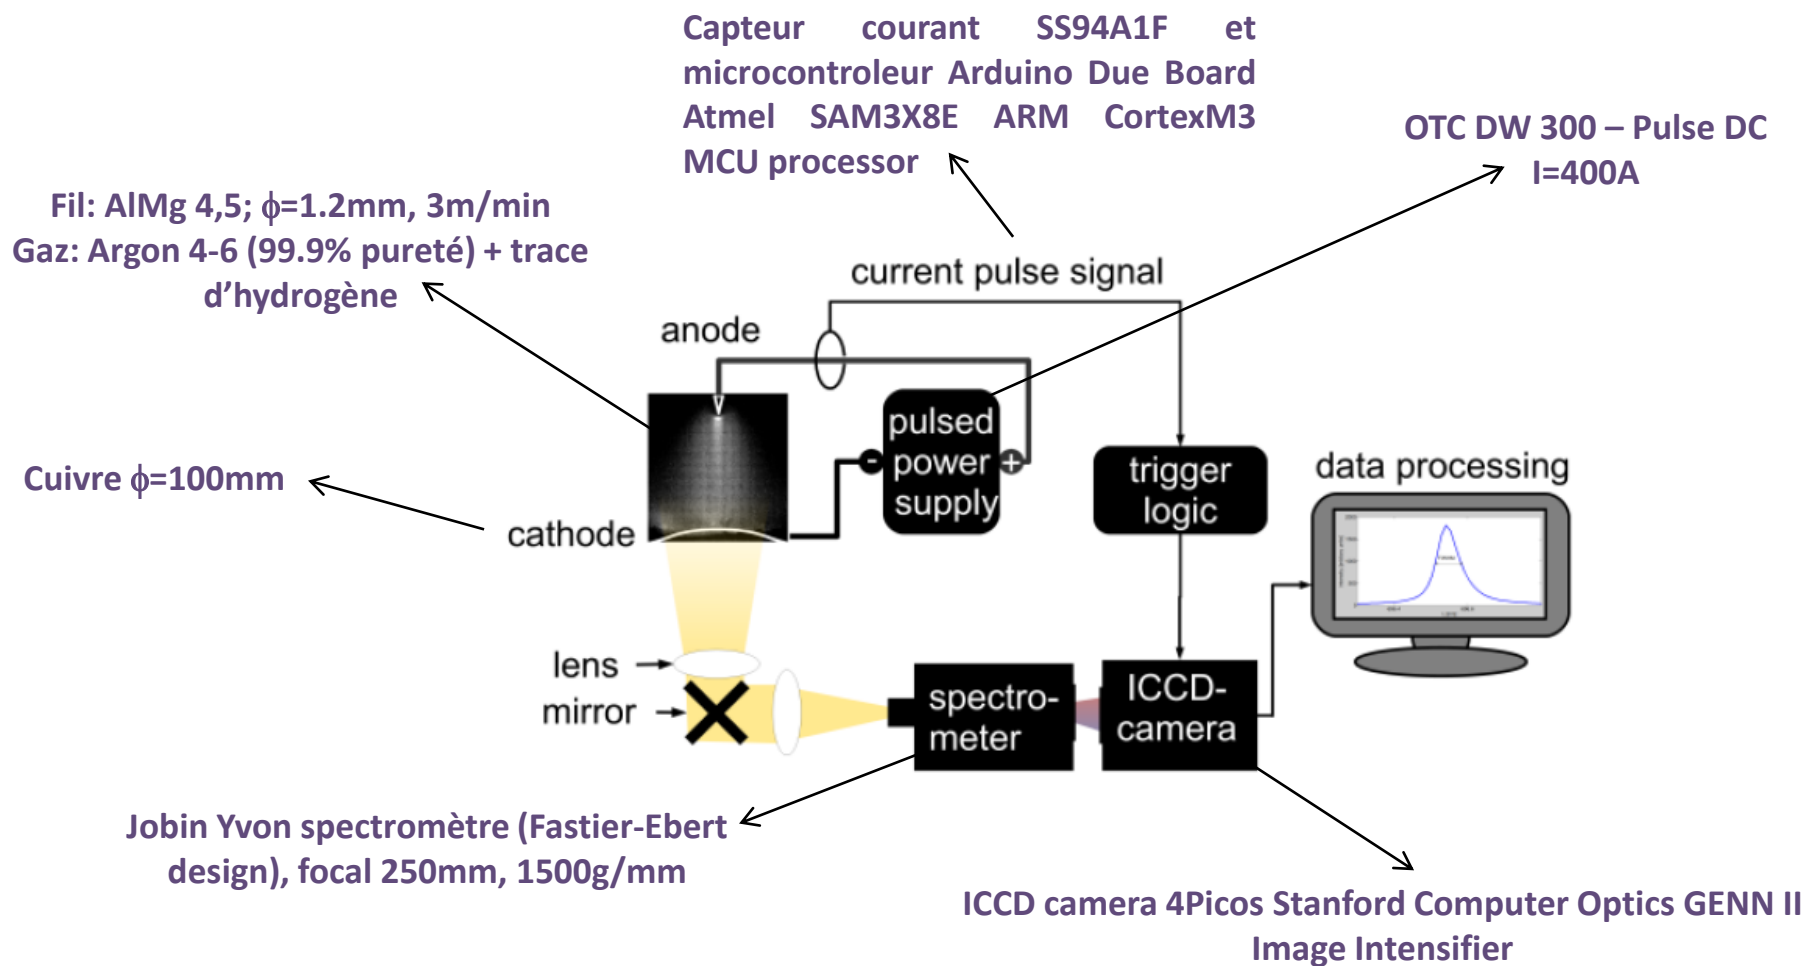 Capteur courant SS94A1F et
microcontroleur Arduino Due Board
Atmel SAM3X8E ARM CortexM3
MCU processor
OTC DW 300 – Pulse DC
I=400A
Fil: AlMg 4,5; ϕ=1.2mm, 3m/min
Gaz: Argon 4-6 (99.9% pureté) + trace
d’hydrogène
current pulse signal
anode
pulsed
power
supply
-
+
trigger
logic
data processing
Cuivre ϕ=100mm
cathode
lens
mirror
spectro-
meter
ICCD-
camera
Jobin Yvon spectromètre (Fastier-Ebert
design), focal 250mm, 1500g/mm
ICCD camera 4Picos Stanford Computer Optics GENN II
Image Intensifier